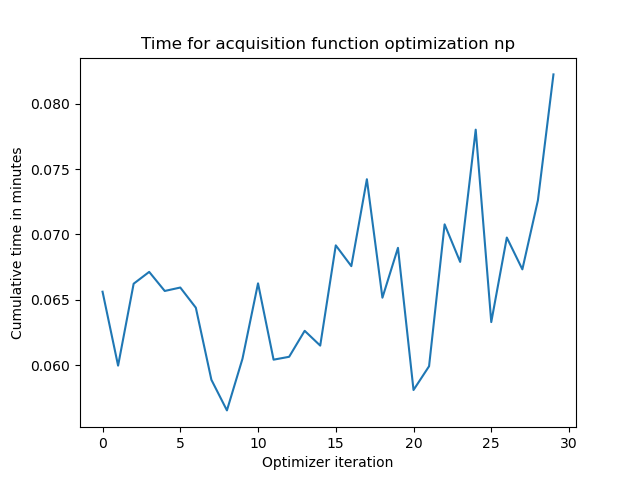 Time for acquisition function optimization np
Cumulative time in minutes
0.080
0.075
0.070
0.065
0.060
0 5 10 15 20 25 30
Optimizer iteration